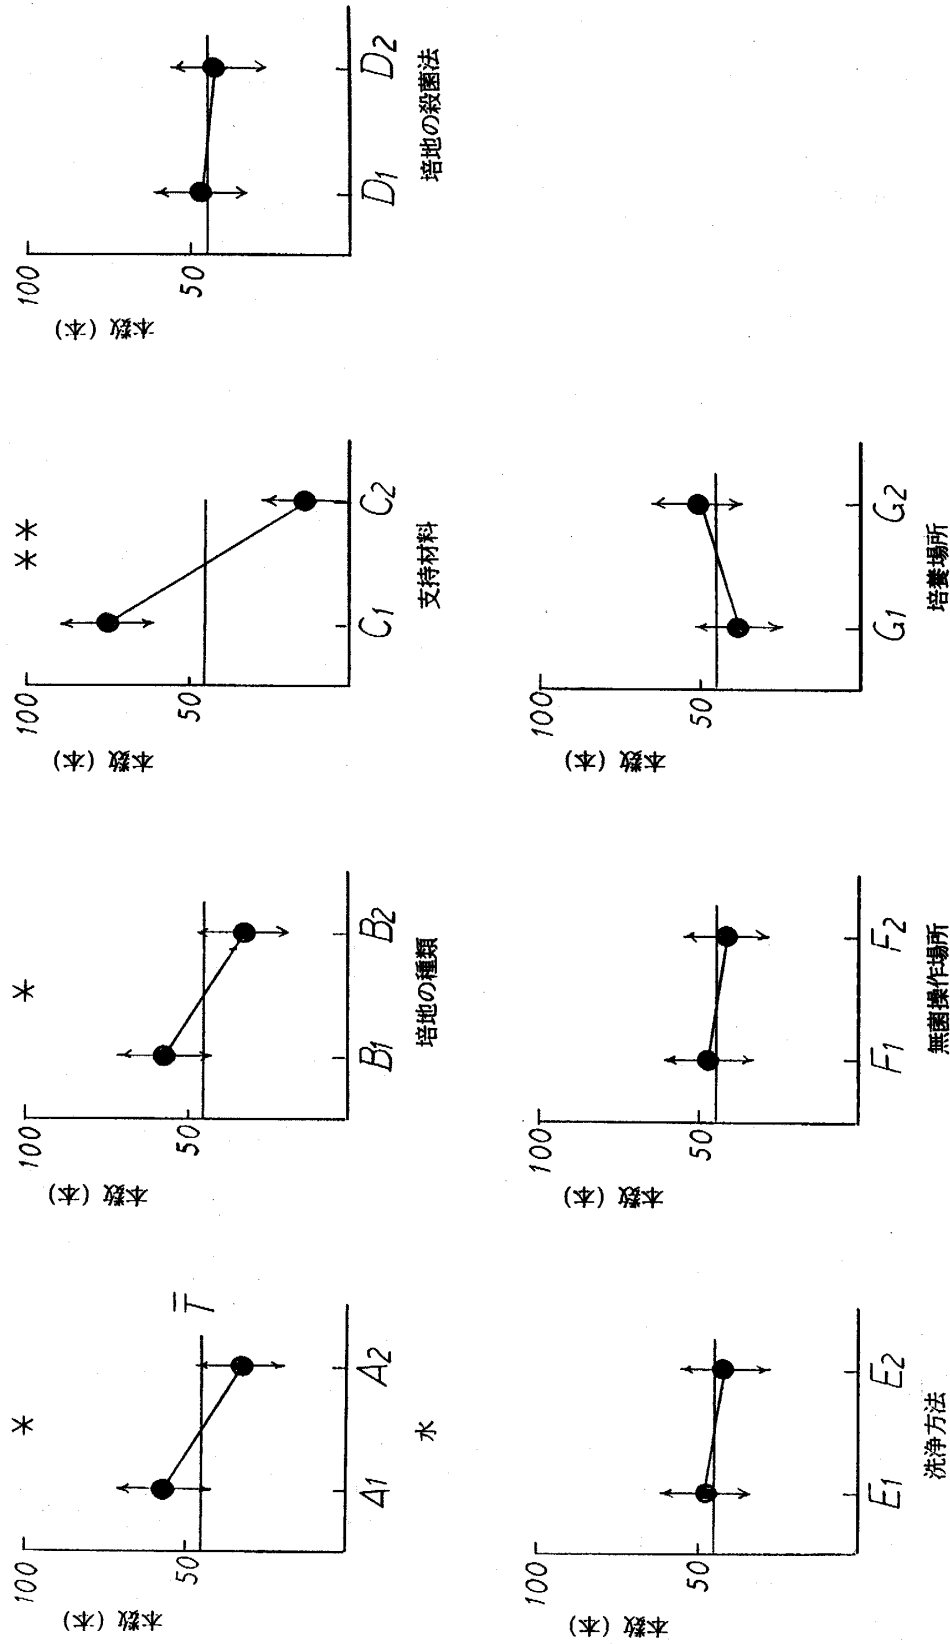 *
100
50
本数 (本)
T̿
A1
A2
水
*
100
50
本数 (本)
B1
B2
培地の種類
**
100
50
本数 (本)
C1
C2
支持材料
100
50
本数 (本)
D1
D2
培地の殺菌法
100
50
本数 (本)
E1
E2
洗浄方法
100
50
本数 (本)
F1
F2
無菌操作場所
100
50
本数 (本)
G1
G2
培養場所